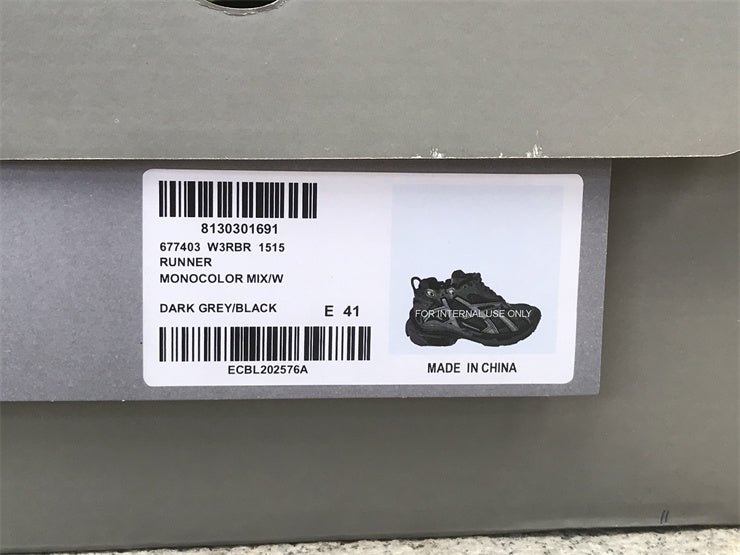 8130301691
677403 W3RBR 1515
RUNNER
MONOCOLOR MIX/W
DARK GREY/BLACK E 41
ECBL202576A
FOR INTERNAL USE ONLY
MADE IN CHINA